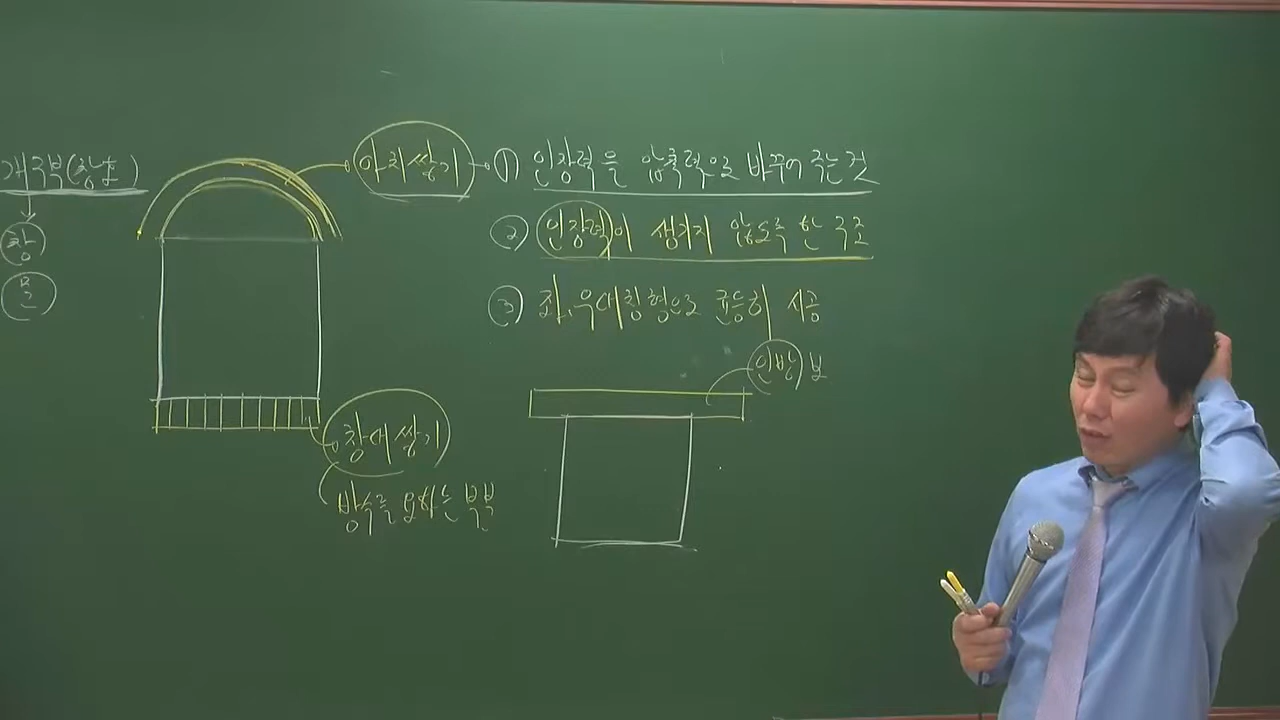 개구부(창호)
창
문
아치쌓기
① 인장력을 압축력으로 바꾸어 주는 것
② 인장력이 생기지 않도록 한 구조
③ 좌,우대칭형으로 균등히 시공
인방보
창대쌓기
방수를 요하는 부분